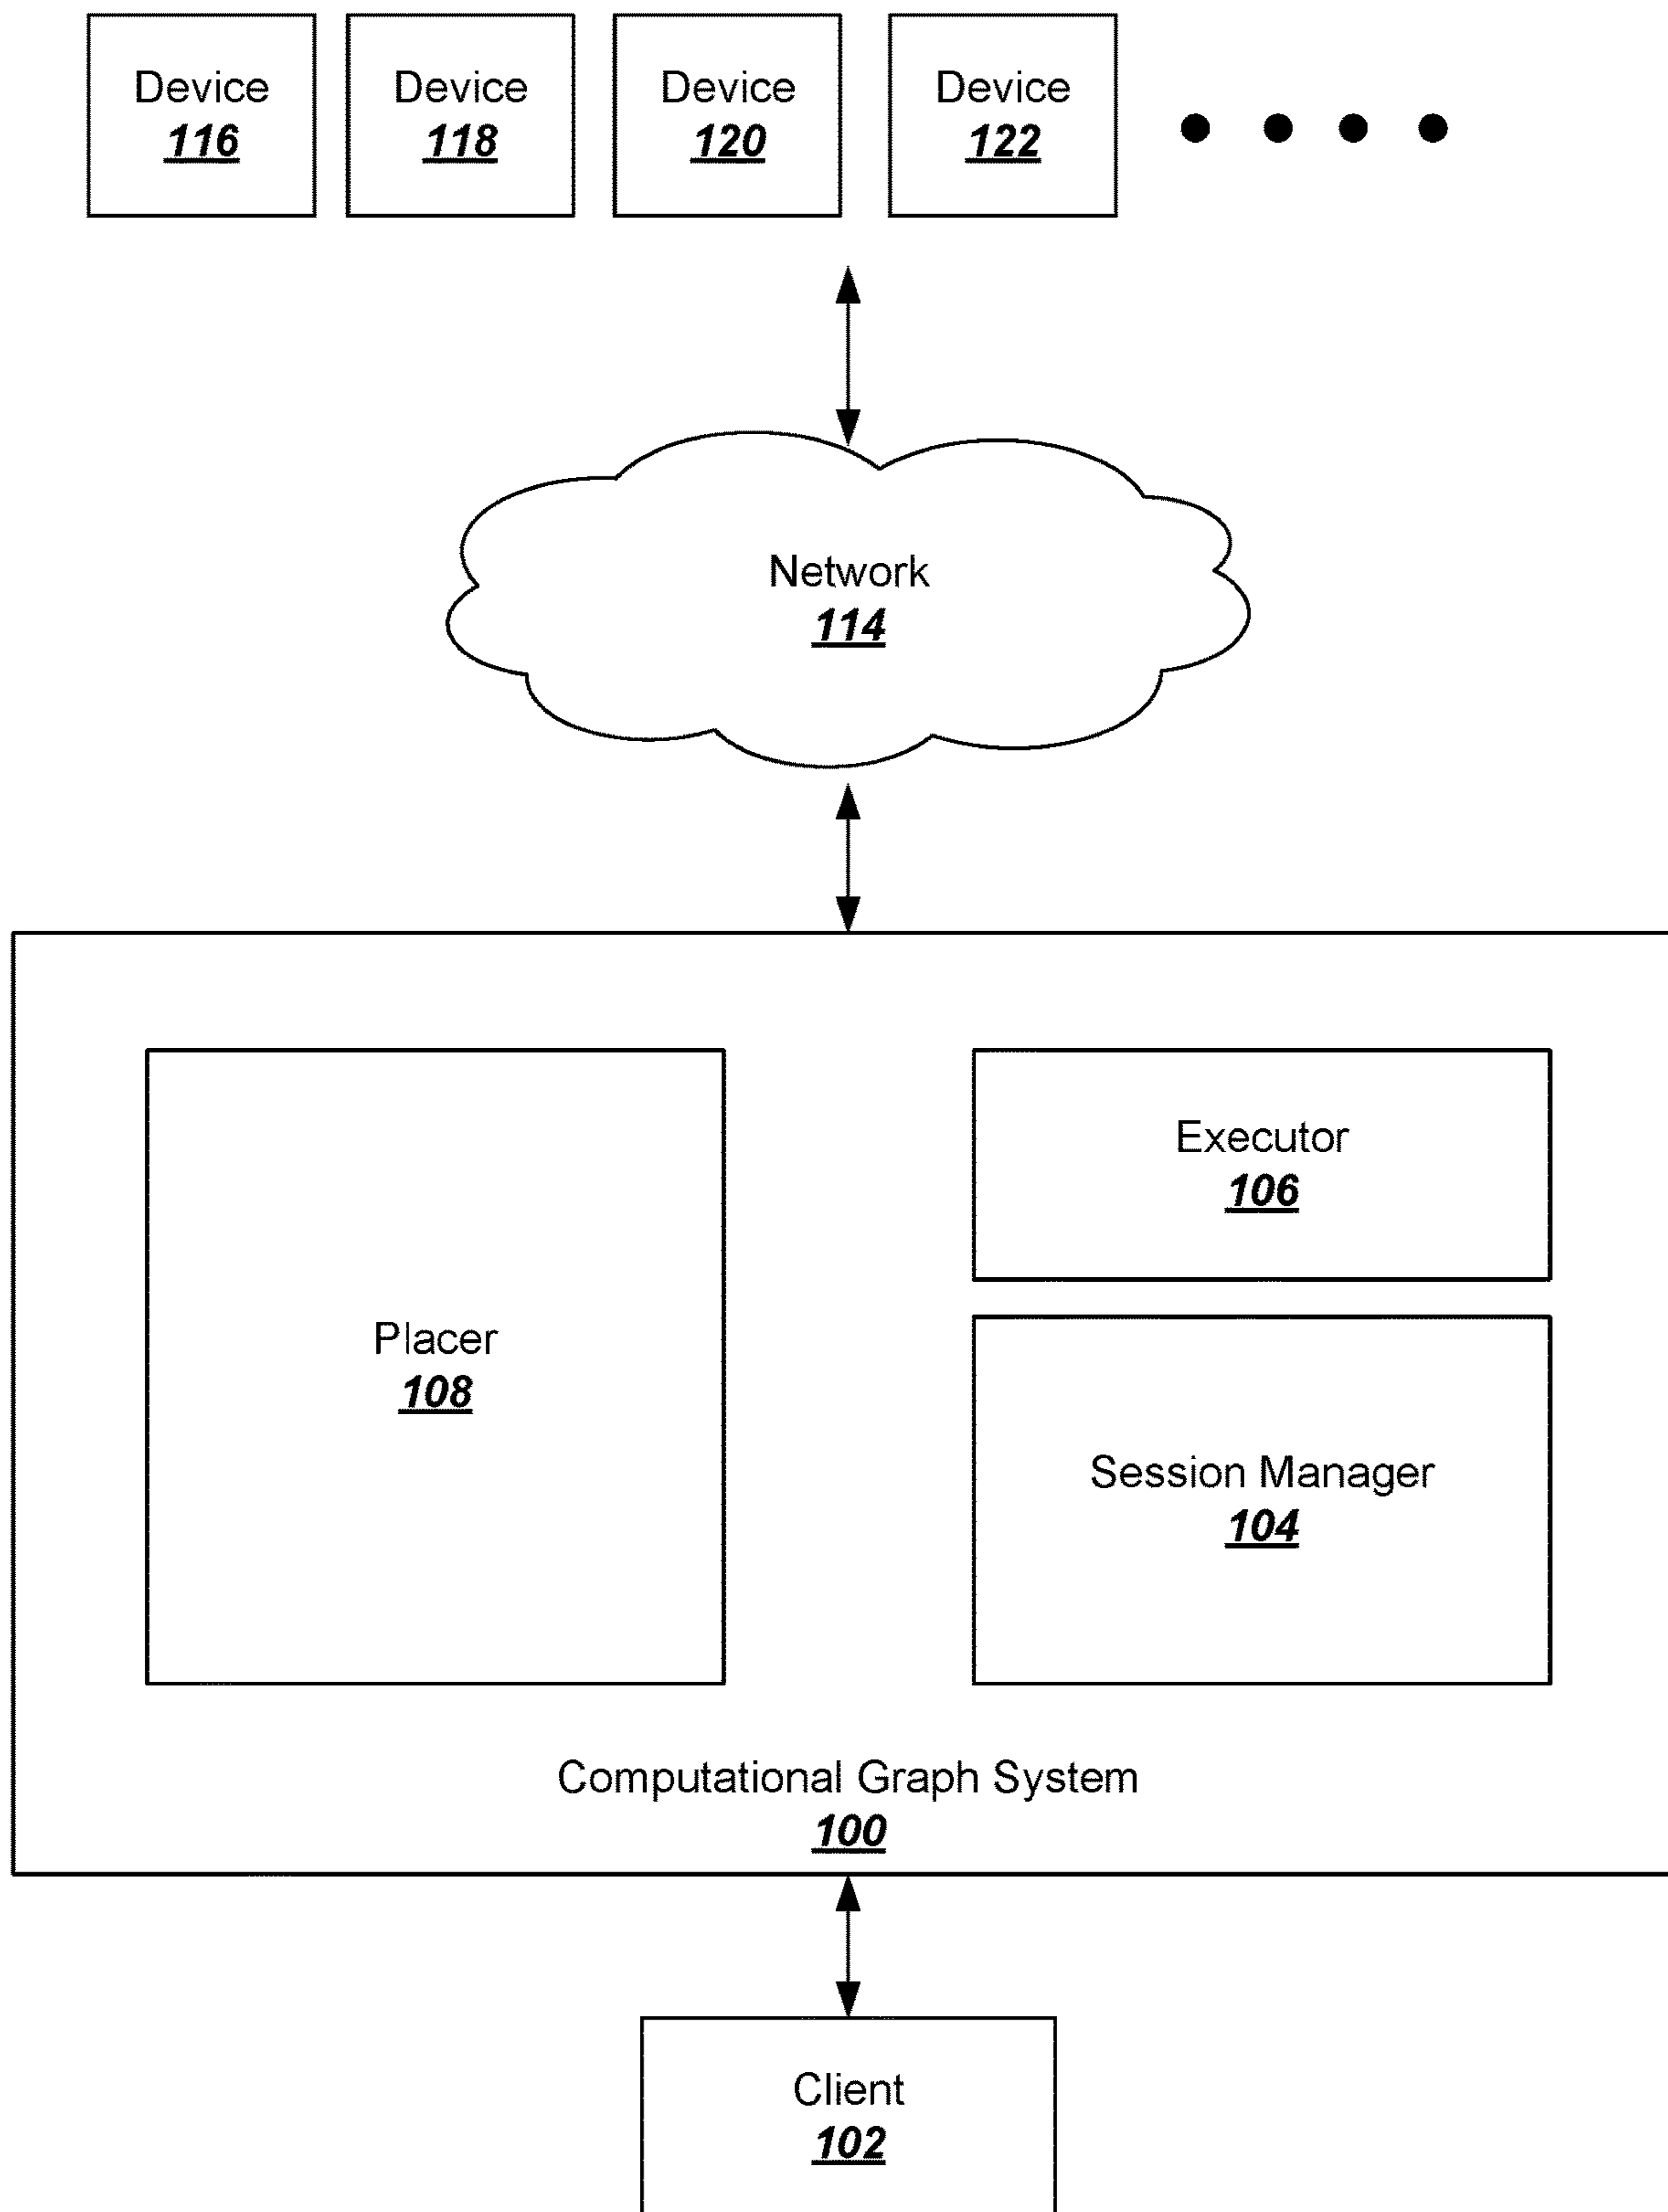 Device
116
Device
118
Device
120
Device
122
Network
114
Placer
108
Executor
106
Session Manager
104
Computational Graph System
100
Client
102